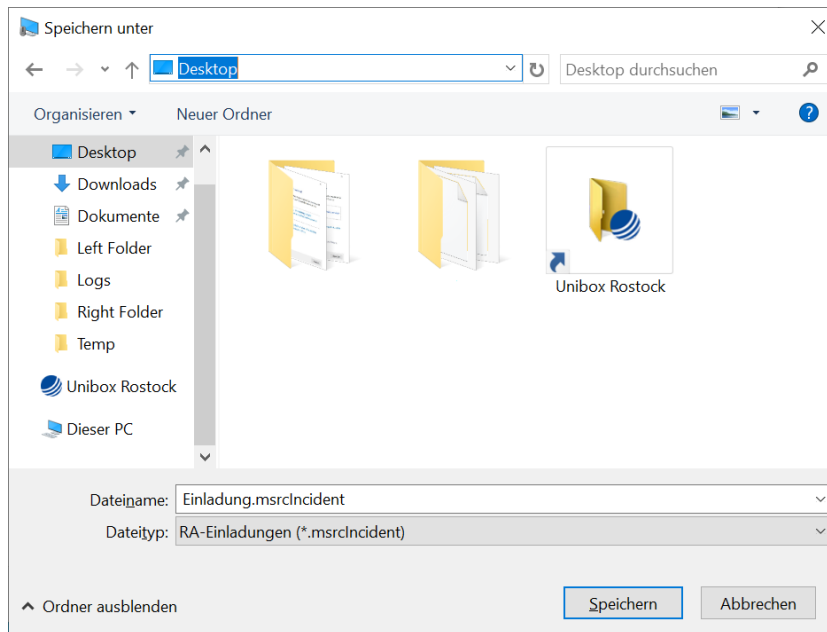 Speichern unter
Desktop
Desktop durchsuchen
Organisieren
Neuer Ordner
Desktop
Downloads
Dokumente
Left Folder
Logs
Right Folder
Temp
Unibox Rostock
Dieser PC
Unibox Rostock
Dateiname: Einladung.msrcIncident
Dateityp: RA-Einladungen (*.msrcIncident)
Ordner ausblenden
Speichern
Abbrechen